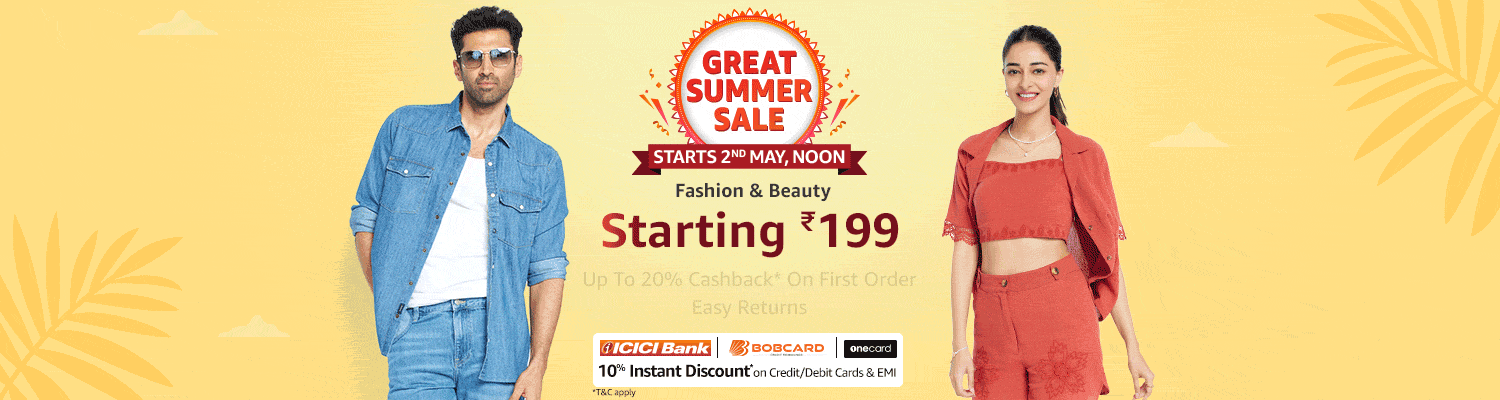 GREAT
SUMMER
SALE
STARTS 2ND MAY, NOON
Fashion & Beauty
Starting ₹199
Up To 20% Cashback* On First Order
Easy Returns
ICICI Bank | BOBCARD | onecard
10% Instant Discount* on Credit/Debit Cards & EMI
*T&C apply